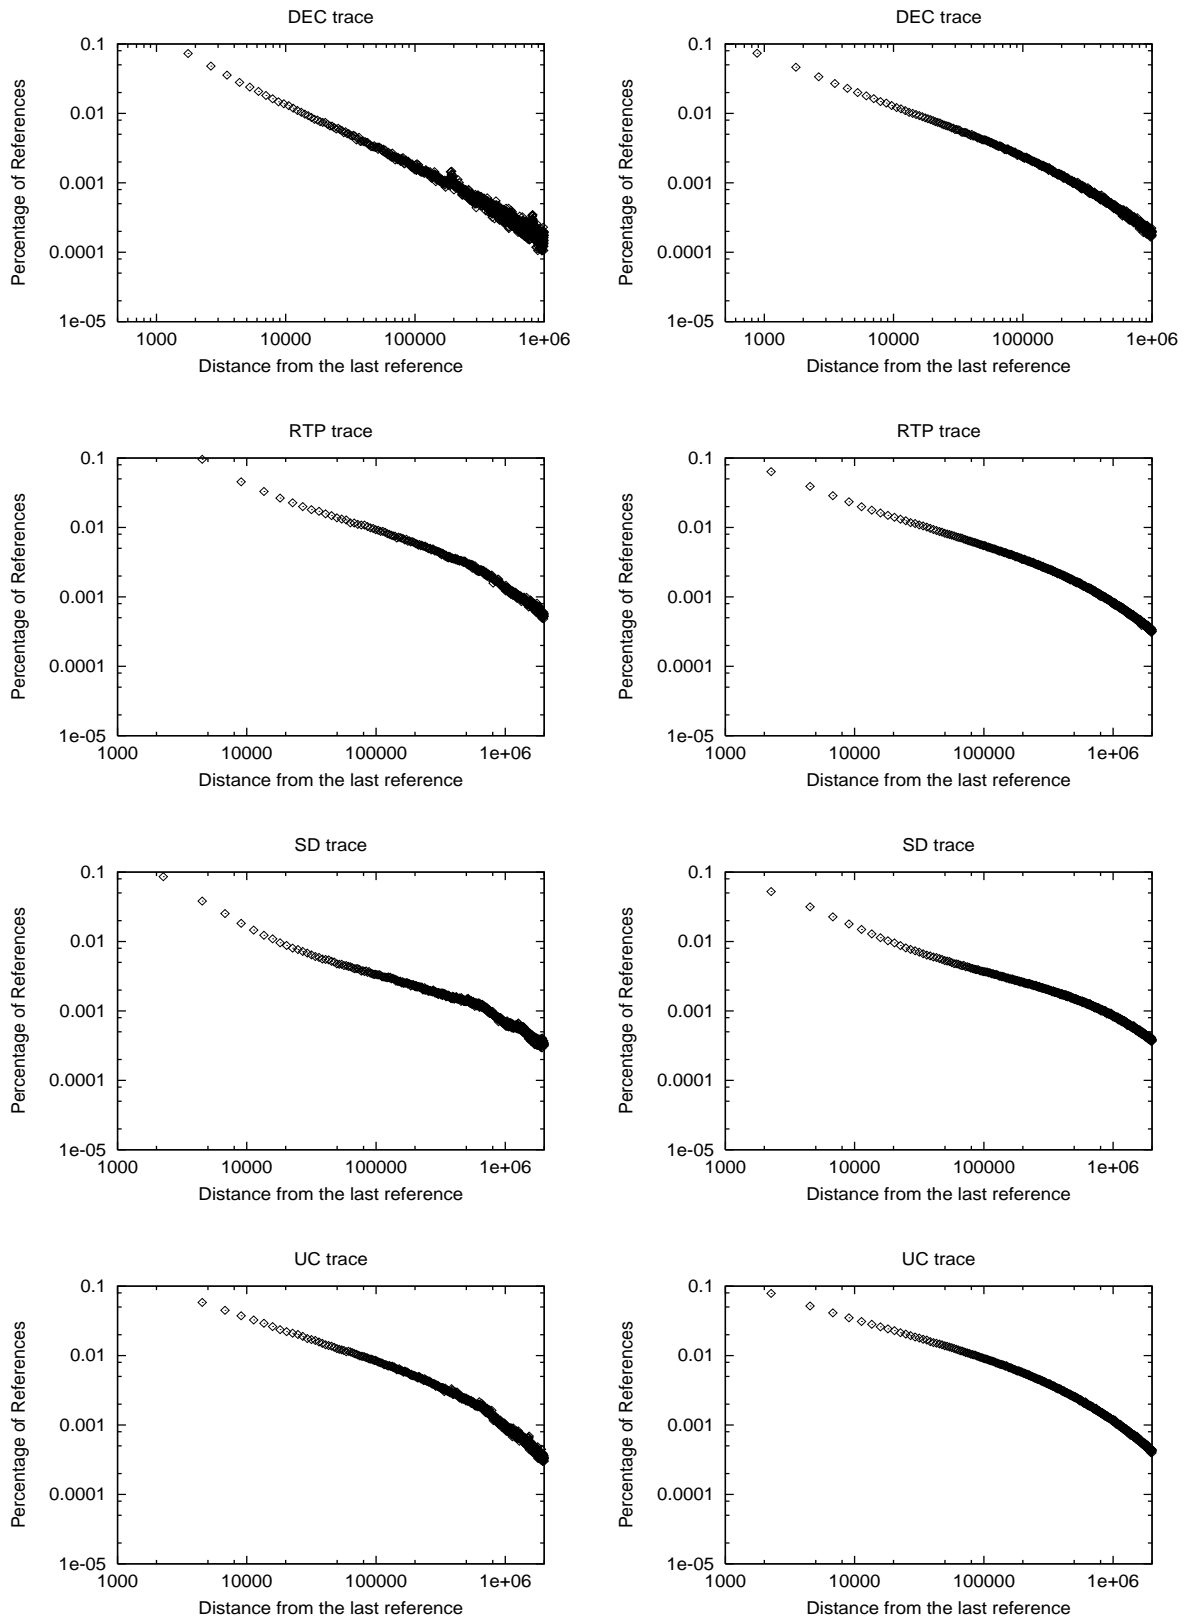 DEC trace
0.1
0.01
0.001
0.0001
1e-05
1000 10000 100000 1e+06
Percentage of References
Distance from the last reference
DEC trace
0.1
0.01
0.001
0.0001
1e-05
1000 10000 100000 1e+06
Percentage of References
Distance from the last reference
RTP trace
0.1
0.01
0.001
0.0001
1e-05
1000 10000 100000 1e+06
Percentage of References
Distance from the last reference
RTP trace
0.1
0.01
0.001
0.0001
1e-05
1000 10000 100000 1e+06
Percentage of References
Distance from the last reference
SD trace
0.1
0.01
0.001
0.0001
1e-05
1000 10000 100000 1e+06
Percentage of References
Distance from the last reference
SD trace
0.1
0.01
0.001
0.0001
1e-05
1000 10000 100000 1e+06
Percentage of References
Distance from the last reference
UC trace
0.1
0.01
0.001
0.0001
1e-05
1000 10000 100000 1e+06
Percentage of References
Distance from the last reference
UC trace
0.1
0.01
0.001
0.0001
1e-05
1000 10000 100000 1e+06
Percentage of References
Distance from the last reference